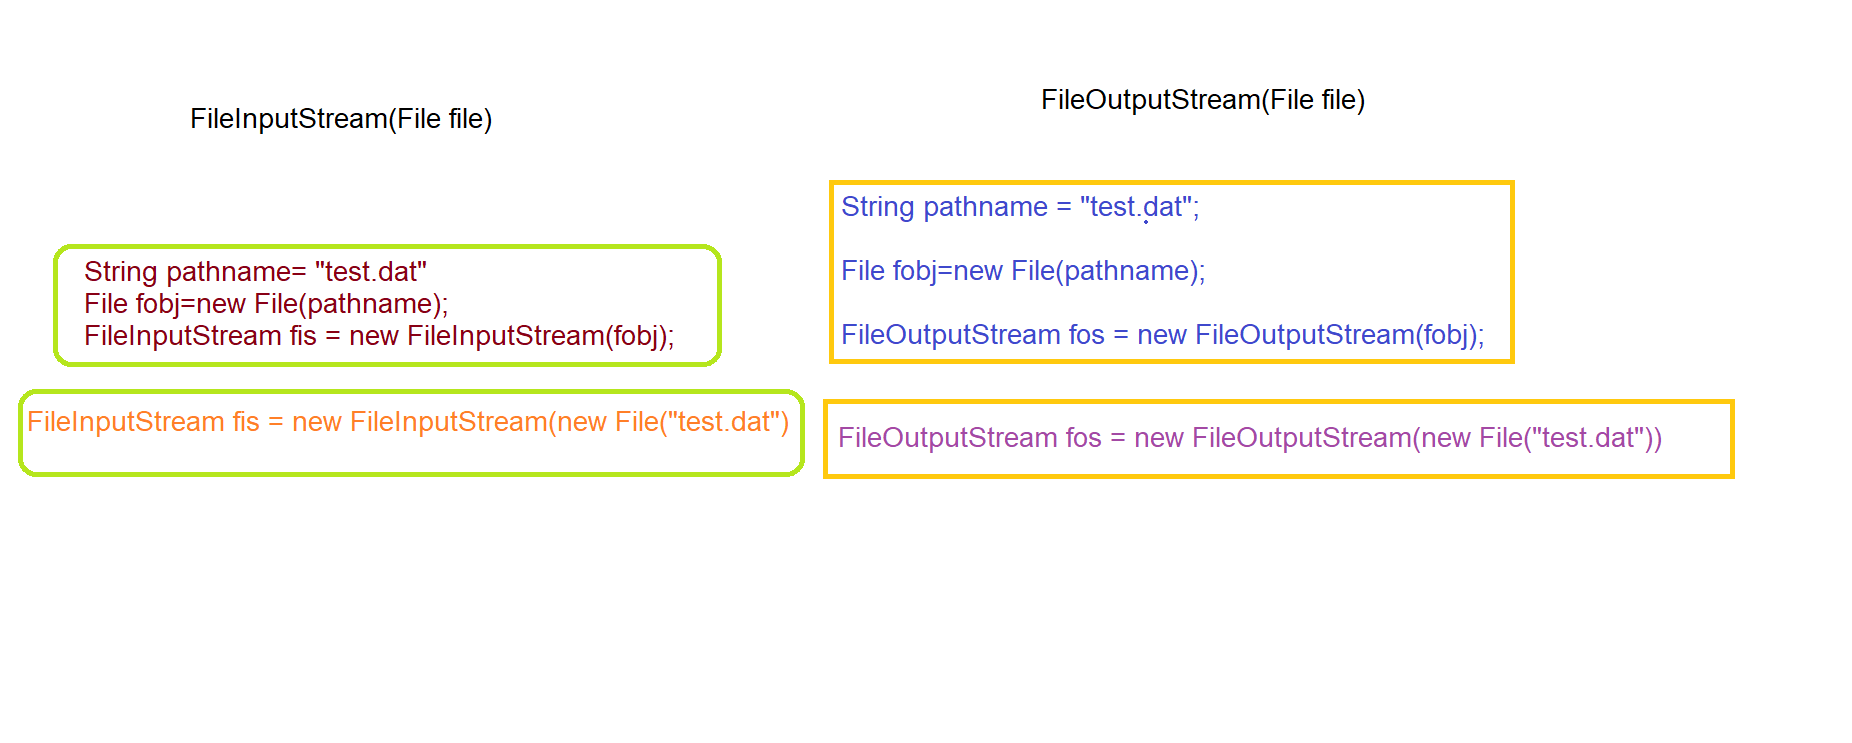 FileInputStream(File file)
String pathname= "test.dat"
File fobj=new File(pathname);
FileInputStream fis = new FileInputStream(fobj);
FileInputStream fis = new FileInputStream(new File("test.dat")
FileOutputStream(File file)
String pathname = "test.dat";
File fobj=new File(pathname);
FileOutputStream fos = new FileOutputStream(fobj);
FileOutputStream fos = new FileOutputStream(new File("test.dat"))